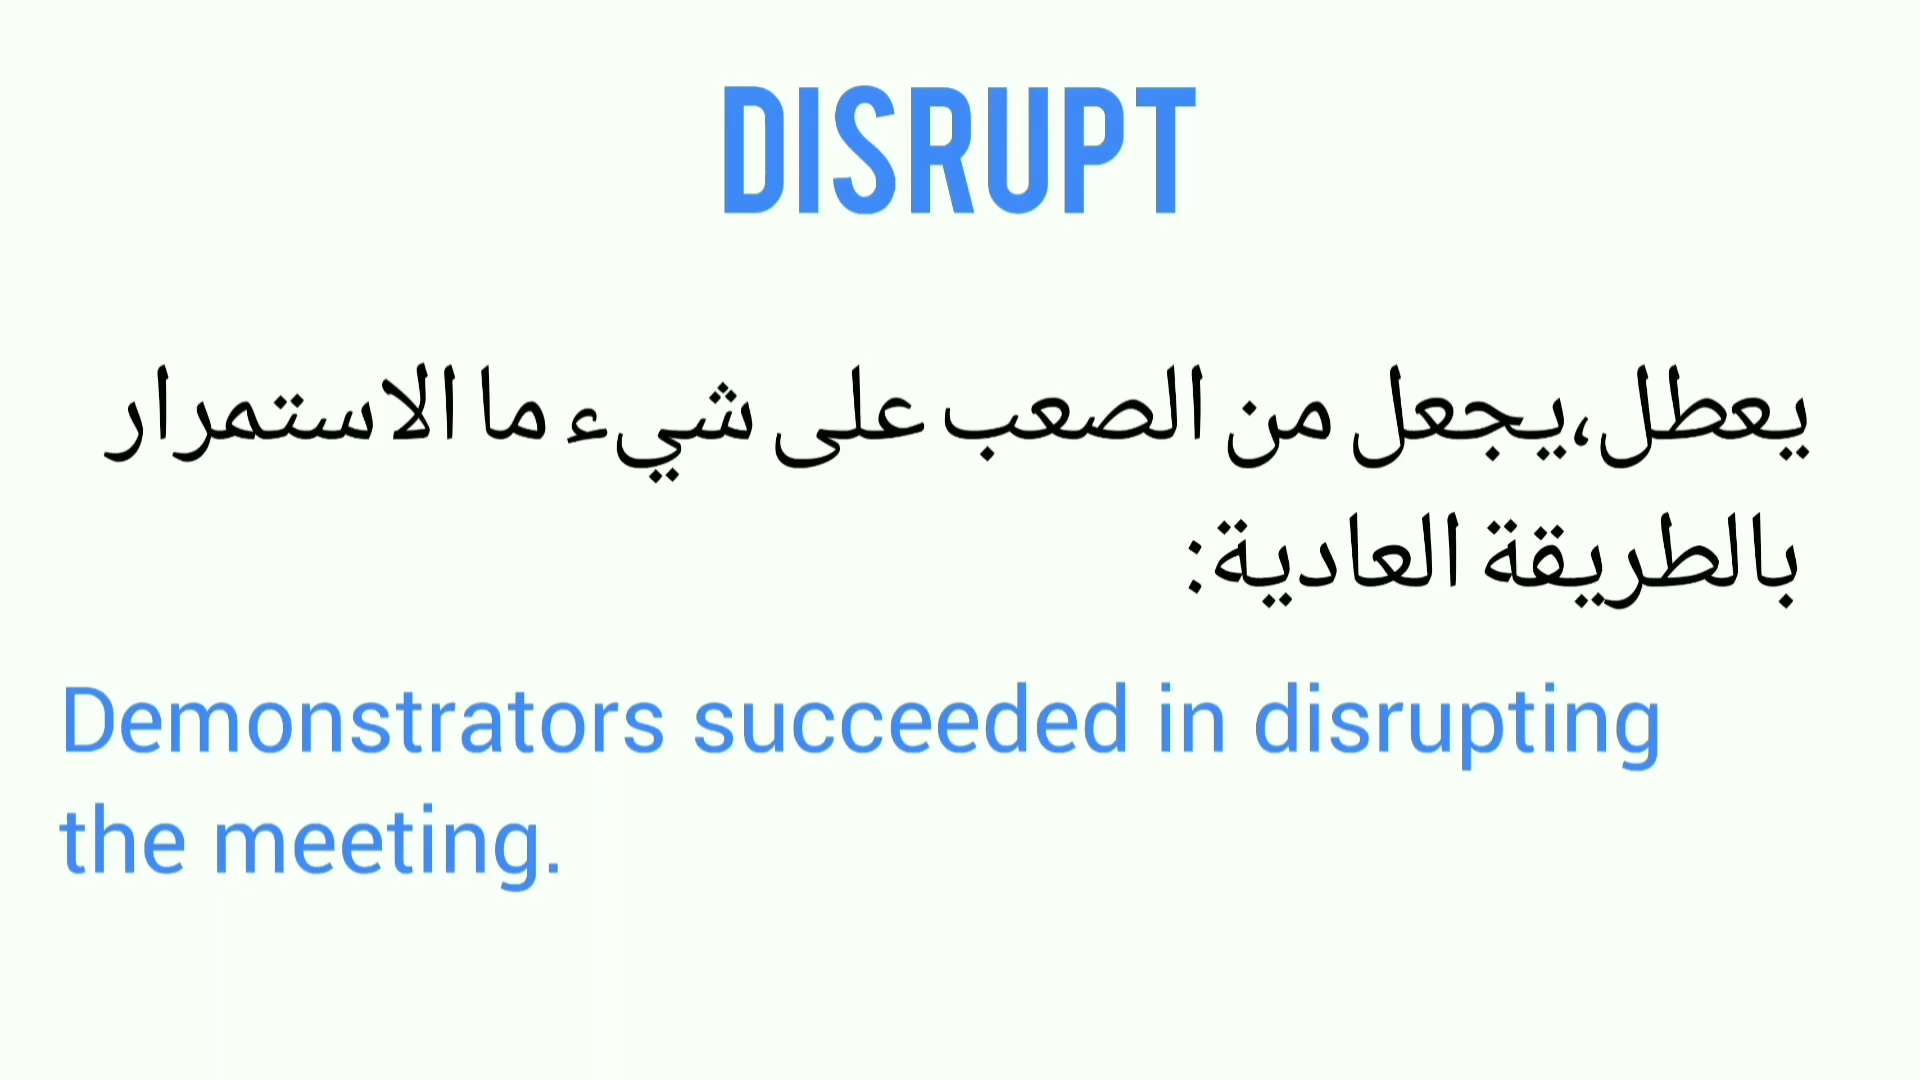 DISRUPT
يعطل،يجعل من الصعب على شيء ما الاستمرار
بالطريقة العادية:
Demonstrators succeeded in disrupting
the meeting.